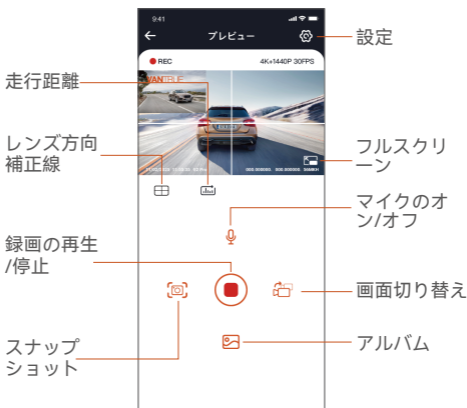 9:41
プレビュー
設定
REC
4K+1440P 30FPS
走行距離
VANTRUE
レンズ方向
補正線
フルスクリ
ーン
マイクのオ
ン/オフ
録画の再生
/停止
画面切り替え
スナップ
ショット
アルバム